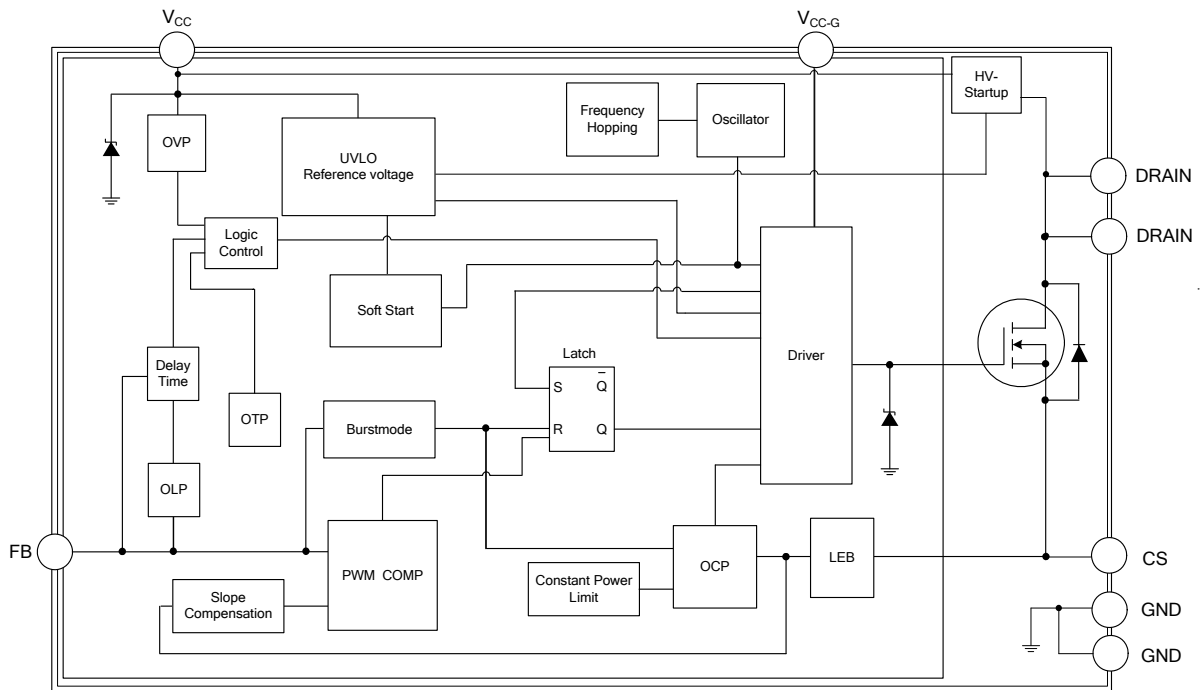 VCC
VCC-G
HV-
Startup
Frequency
Hopping
Oscillator
OVP
UVLO
Reference voltage
DRAIN
DRAIN
Logic
Control
Soft Start
Latch
Driver
Delay
Time
S
Q
OTP
Burstmode
R
Q
OLP
FB
PWM COMP
OCP
LEB
CS
Constant Power
Limit
Slope
Compensation
GND
GND